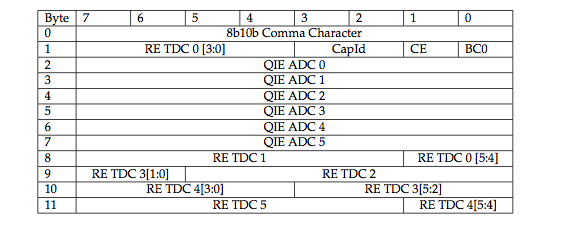 Byte 7 6 5 4 3 2 1 0
0 8b10b Comma Character
1 RE TDC 0 [3:0] CapId CE BC0
2 QIE ADC 0
3 QIE ADC 1
4 QIE ADC 2
5 QIE ADC 3
6 QIE ADC 4
7 QIE ADC 5
8 RE TDC 1 RE TDC 0 [5:4]
9 RE TDC 3[1:0] RE TDC 2
10 RE TDC 4[3:0] RE TDC 3[5:2]
11 RE TDC 5 RE TDC 4[5:4]